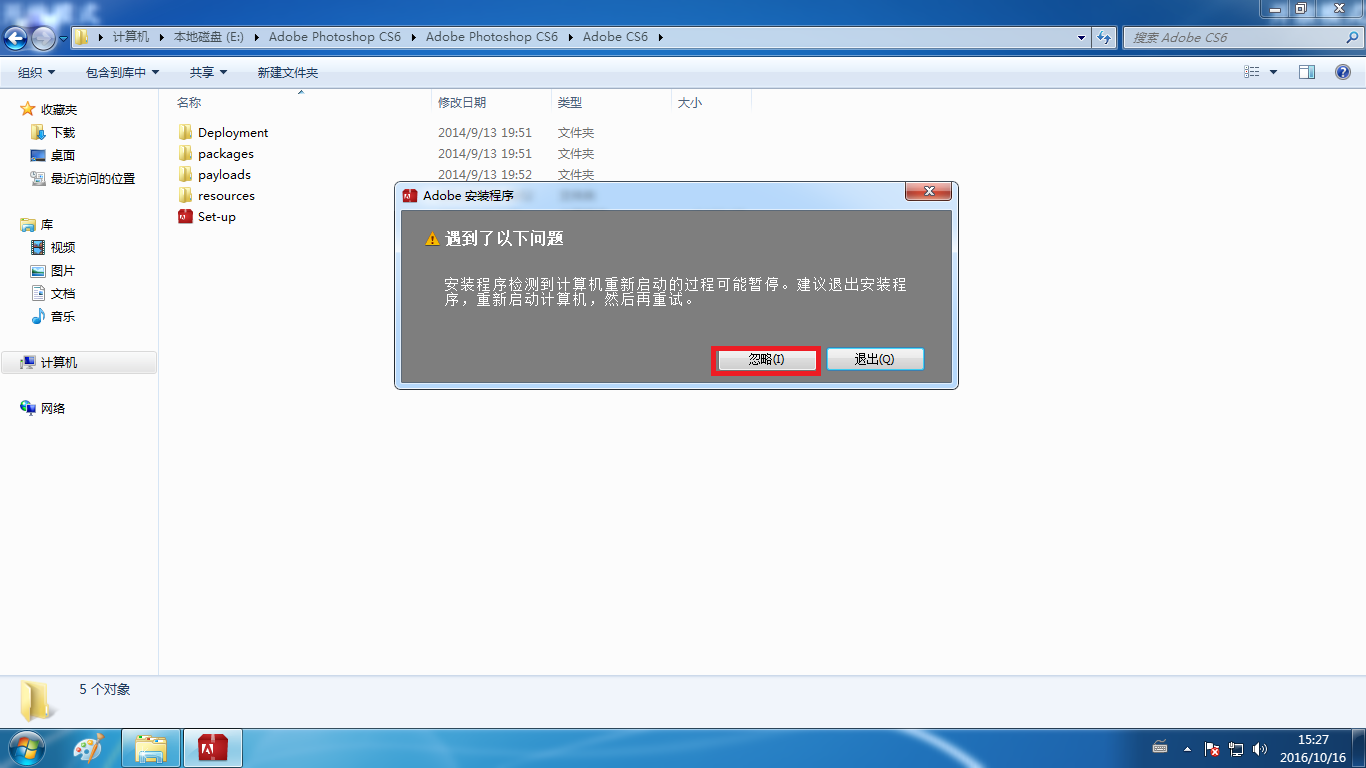 计算机 本地磁盘 (E:) Adobe Photoshop CS6 Adobe Photoshop CS6 Adobe CS6
搜索 Adobe CS6
组织 包含到库中 共享 新建文件夹
收藏夹
下载
桌面
最近访问的位置
库
视频
图片
文档
音乐
计算机
网络
名称 修改日期 类型 大小
Deployment 2014/9/13 19:51 文件夹
packages 2014/9/13 19:51 文件夹
payloads 2014/9/13 19:52 文件夹
resources
Set-up
Adobe 安装程序
遇到了以下问题
安装程序检测到计算机重新启动的过程可能暂停。建议退出安装程
序，重新启动计算机，然后再重试。
忽略(I) 退出(Q)
5 个对象
15:27
2016/10/16